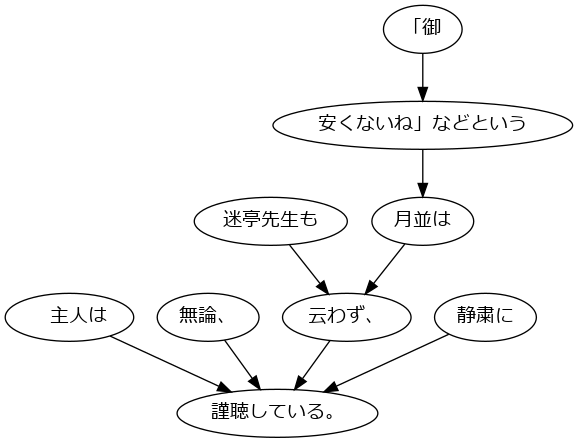 「御
安くないね」などという
迷亭先生も
月並は
主人は
無論、
云わず、
静粛に
謹聴している。